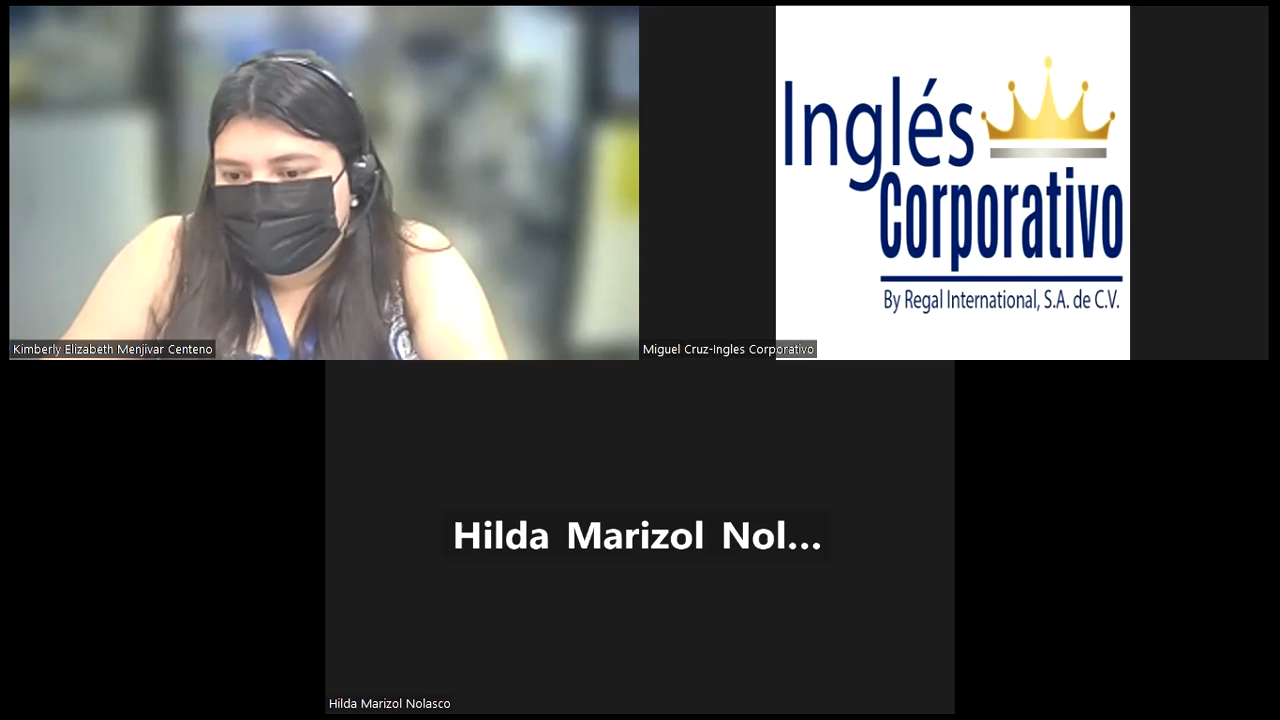 Inglés
Corporativo
By Regal International, S.A. de C.V.
Kimberly Elizabeth Menjivar Centeno
Miguel Cruz-Ingles Corporativo
Hilda Marizol Nol...
Hilda Marizol Nolasco